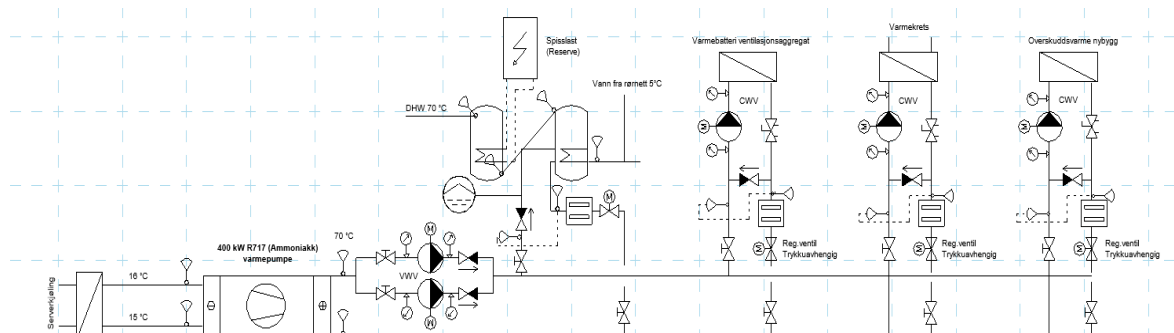 Spisslast
(Reserve)
Varmebatteri ventilasjonsaggregat
Varmekrets
Overskuddsvarme nybygg
Vann fra rørnett 5°C
DHW 70 °C
CWV
CWV
CWV
M
M
M
M
400 kW R717 (Ammoniakk)
varmepumpe
70 °C
M
VWV
M
Reg.ventil
Trykkuavhengig
M
Reg.ventil
Trykkuavhengig
M
Reg.ventil
Trykkuavhengig
M
Serverkjøling
16 °C
15 °C